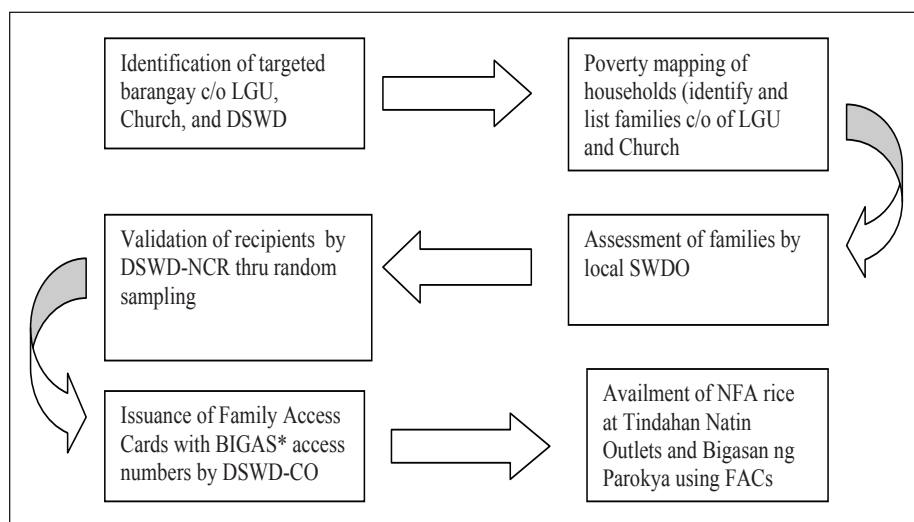 Identification of targeted
barangay c/o LGU,
Church, and DSWD
Poverty mapping of
households (identify and
list families c/o of LGU
and Church
Assessment of families by
local SWDO
Validation of recipients by
DSWD-NCR thru random
sampling
Issuance of Family Access
Cards with BIGAS* access
numbers by DSWD-CO
Availment of NFA rice
at Tindahan Natin
Outlets and Bigasan ng
Parokya using FACs